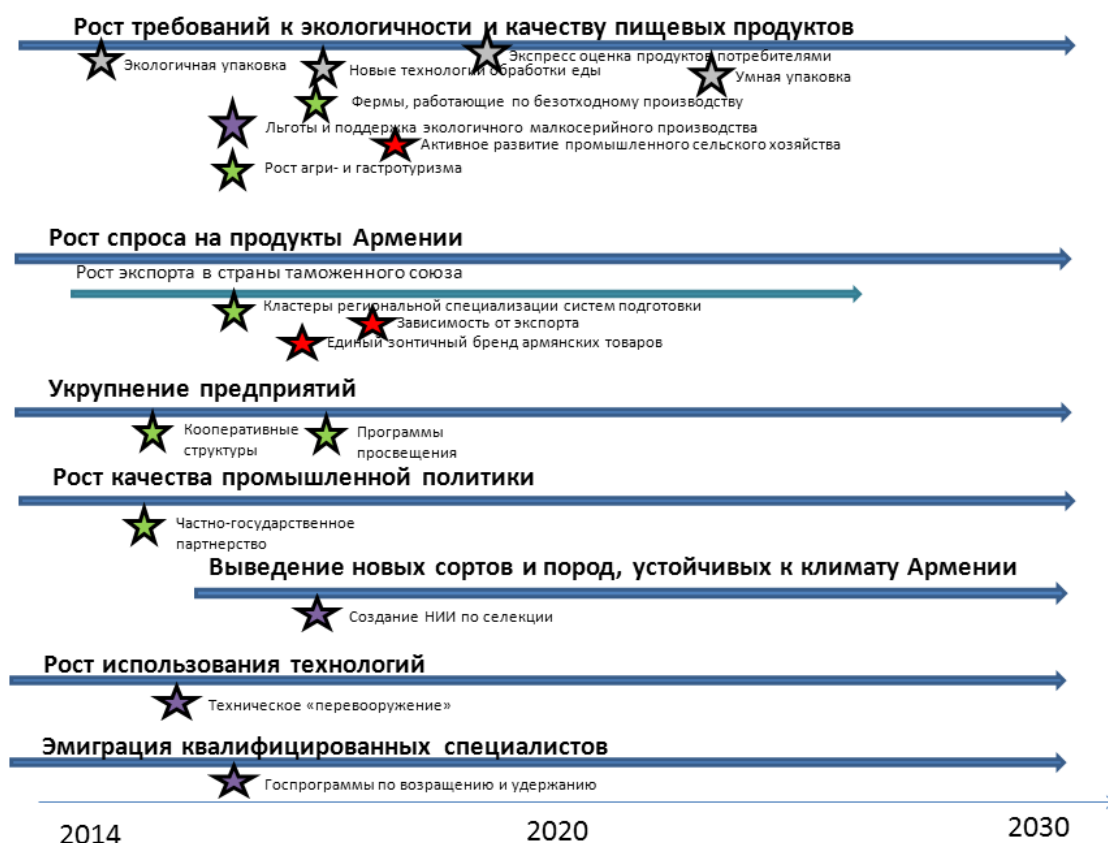 Рост требований к экологичности и качеству пищевых продуктов
Экологичная упаковка
Новые технологии обработки еды
Экспресс оценка продуктов потребителями
Умная упаковка
Фермы, работающие по безотходному производству
Льготы и поддержка экологичного малкосерийного производства
Активное развитие промышленного сельского хозяйства
Рост агри- и гастротуризма
Рост спроса на продукты Армении
Рост экспорта в страны таможенного союза
Кластеры региональной специализации систем подготовки
Зависимость от экспорта
Единый зонтичный бренд армянских товаров
Укрупнение предприятий
Кооперативные
структуры
Программы
просвещения
Рост качества промышленной политики
Частно-государственное
партнерство
Выведение новых сортов и пород, устойчивых к климату Армении
Создание НИИ по селекции
Рост использования технологий
Техническое «перевооружение»
Эмиграция квалифицированных специалистов
Госпрограммы по возращению и удержанию
2014
2020
2030